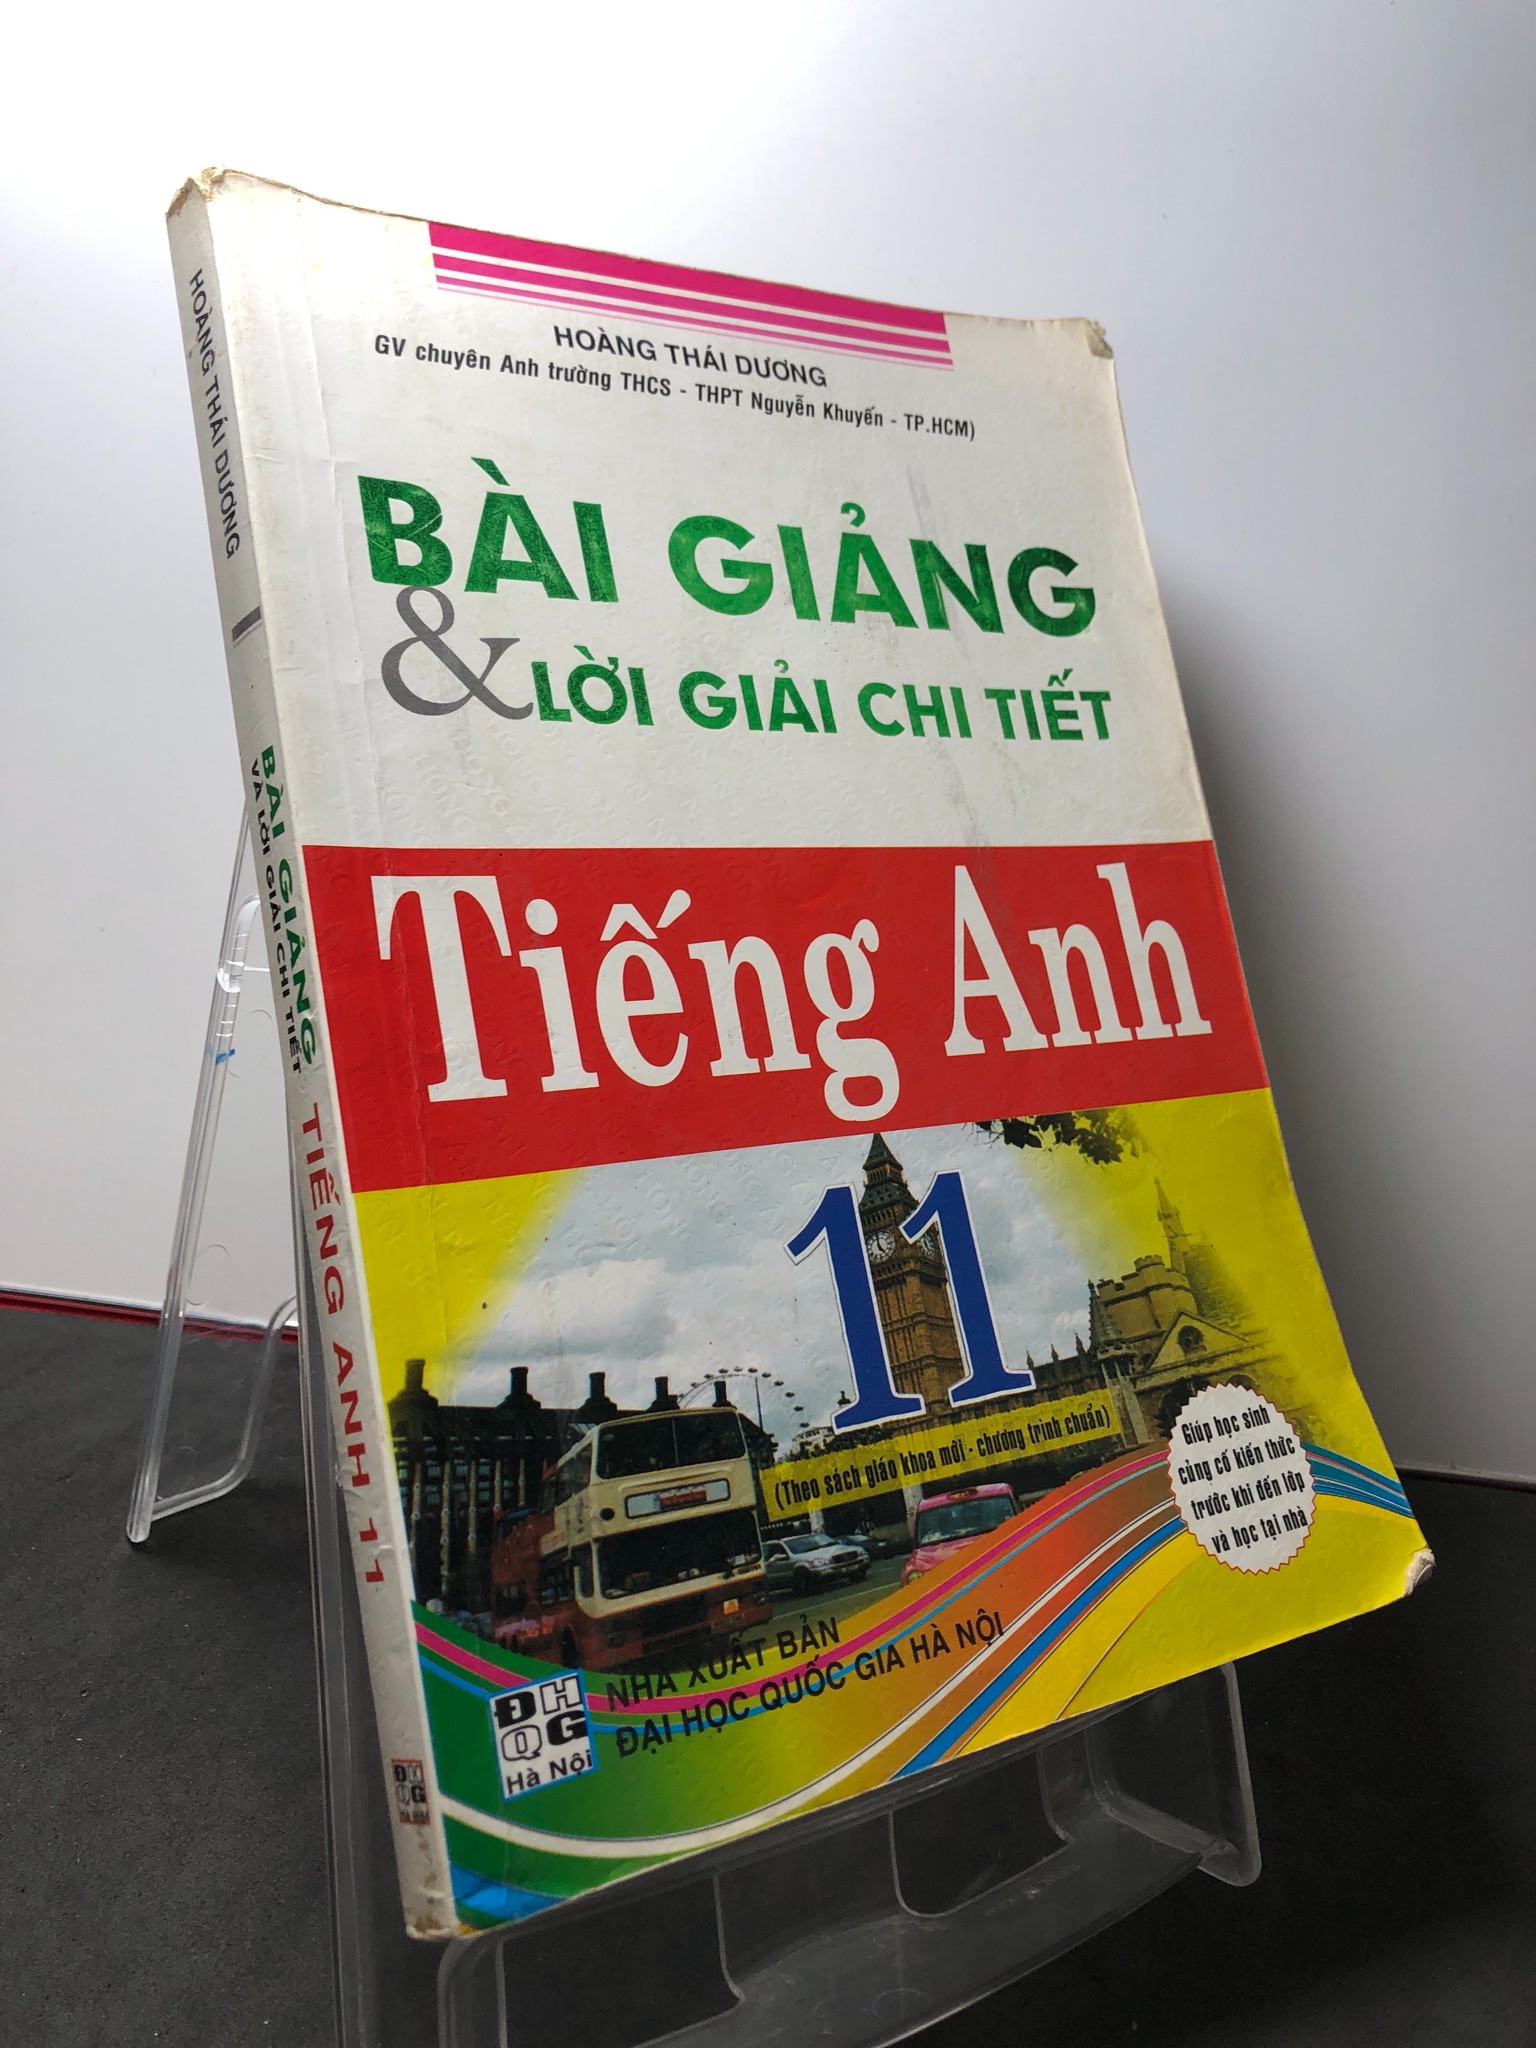 HOÀNG THÁI DƯƠNG
GV chuyên Anh trường THCS - THPT Nguyễn Khuyến - TP.HCM)
BÀI GIẢNG
& LỜI GIẢI CHI TIẾT
Tiếng Anh
11
(Theo sách giáo khoa mới - chương trình chuẩn)
Giúp học sinh
củng cố kiến thức
trước khi đến lớp
và học tại nhà
ĐH
QG
Hà Nội
NHÀ XUẤT BẢN
ĐẠI HỌC QUỐC GIA HÀ NỘI
HOÀNG THÁI DƯƠNG
BÀI GIẢNG
VÀ LỜI GIẢI CHI TIẾT
TIẾNG ANH 11
ĐH
QG